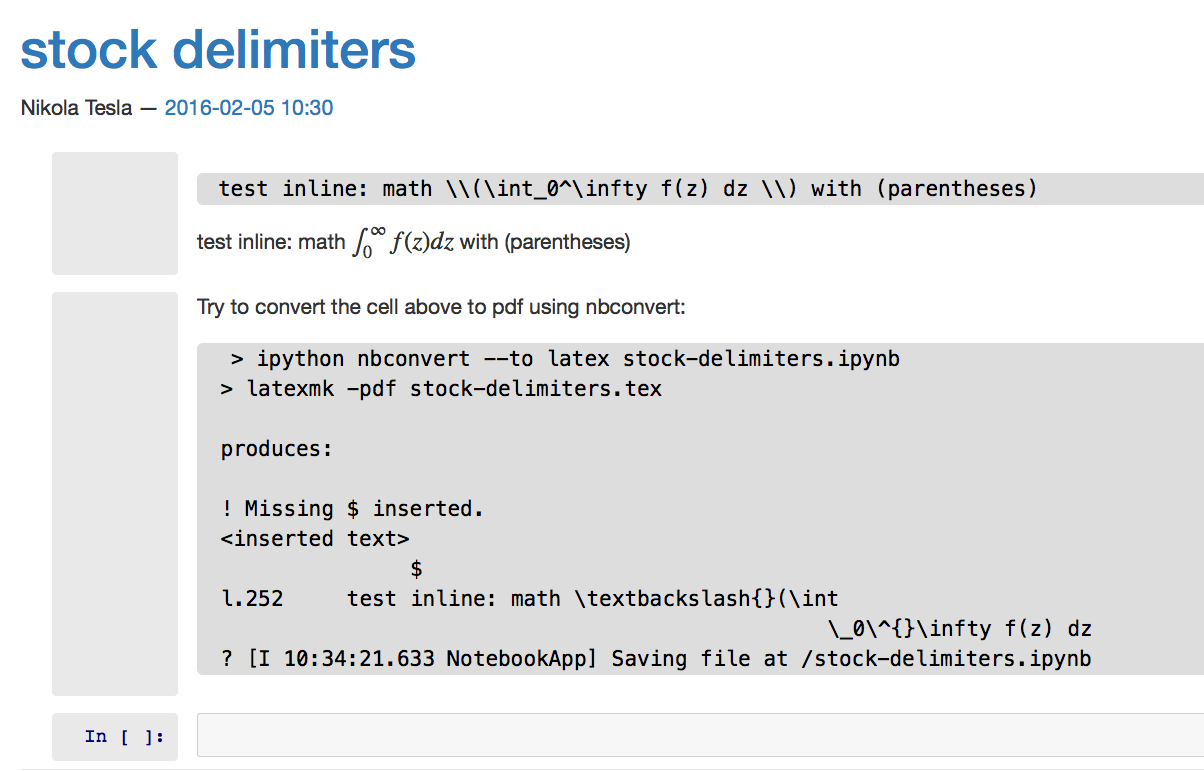 stock delimiters
Nikola Tesla — 2016-02-05 10:30
test inline: math \\(\int_0^\infty f(z) dz \\) with (parentheses)
test inline: math ∫₀^∞ f(z)dz with (parentheses)
Try to convert the cell above to pdf using nbconvert:
> ipython nbconvert --to latex stock-delimiters.ipynb
> latexmk -pdf stock-delimiters.tex
produces:
! Missing $ inserted.
<inserted text>
$
l.252     test inline: math \textbackslash{}(\int
\_0\^{}\infty f(z) dz
? [I 10:34:21.633 NotebookApp] Saving file at /stock-delimiters.ipynb
In [ ]: